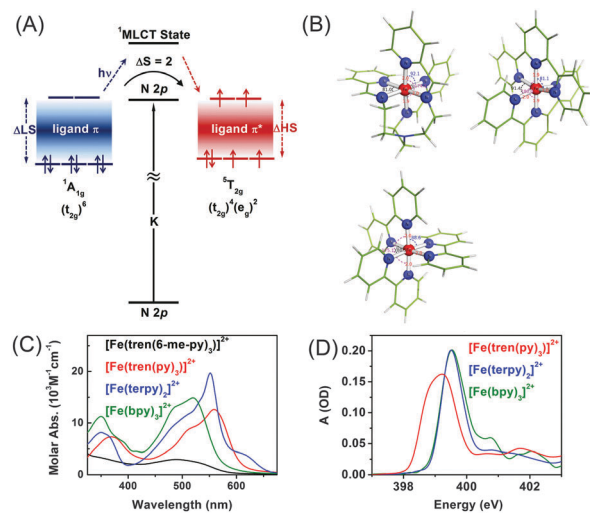 (A)
¹MLCT State
hν
ΔS = 2
N 2p
ΔLS
ligand π
ligand π*
ΔHS
¹A₁g
(t₂g)⁶
⁵T₂g
(t₂g)⁴(eg)²
K
N 2p
(B)
(C)
[Fe(tren(6-me-py)₃)]²⁺
[Fe(tren(py)₃)]²⁺
[Fe(terpy)₂]²⁺
[Fe(bpy)₃]²⁺
Molar Abs. (10³M⁻¹cm⁻¹)
20
15
10
5
0
400
500
600
Wavelength (nm)
(D)
[Fe(tren(py)₃)]²⁺
[Fe(terpy)₂]²⁺
[Fe(bpy)₃]²⁺
A (OD)
0.20
0.15
0.10
0.05
0.00
398
400
402
Energy (eV)